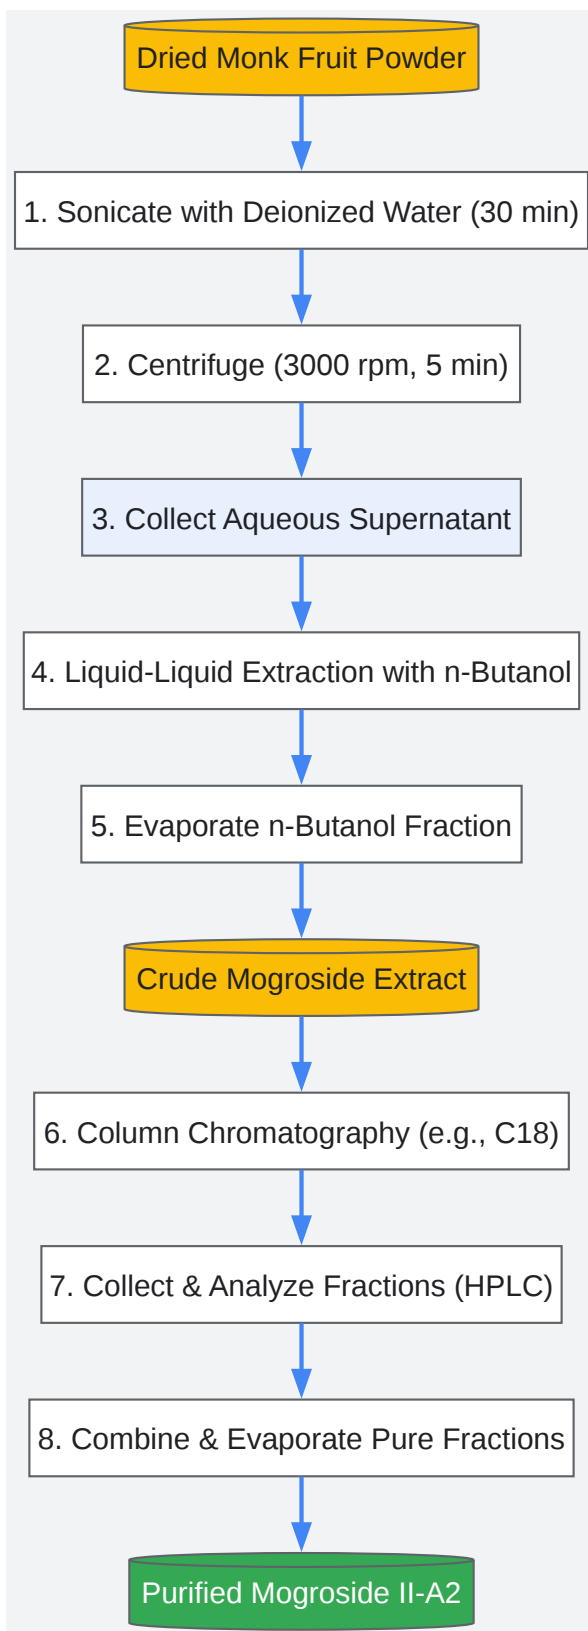 Dried Monk Fruit Powder
1. Sonicate with Deionized Water (30 min)
2. Centrifuge (3000 rpm, 5 min)
3. Collect Aqueous Supernatant
4. Liquid-Liquid Extraction with n-Butanol
5. Evaporate n-Butanol Fraction
Crude Mogroside Extract
6. Column Chromatography (e.g., C18)
7. Collect & Analyze Fractions (HPLC)
8. Combine & Evaporate Pure Fractions
Purified Mogroside II-A2